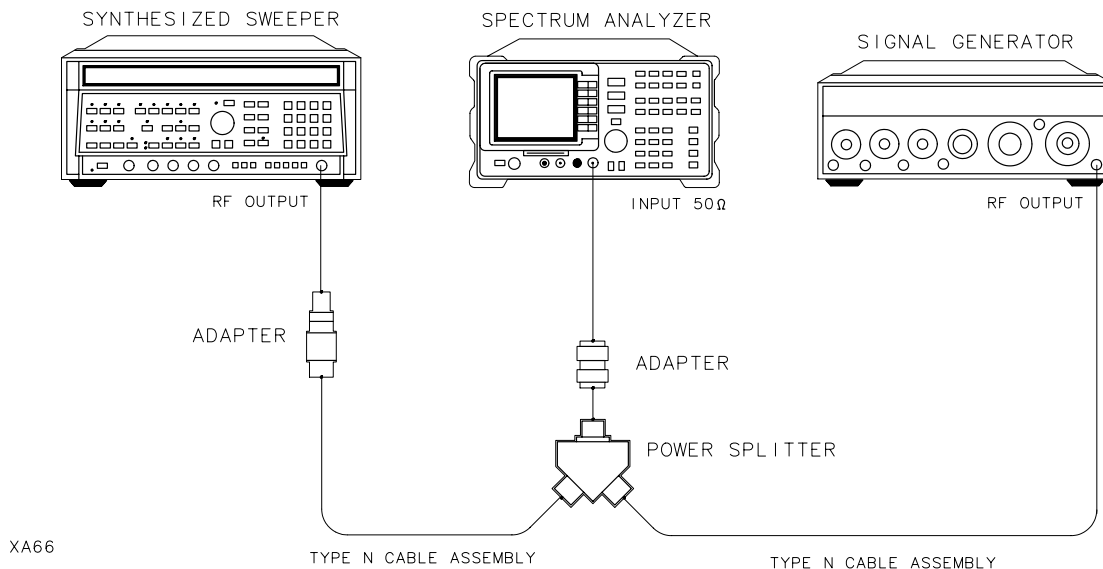 SYNTHESIZED SWEEPER
SPECTRUM ANALYZER
SIGNAL GENERATOR
RF OUTPUT
INPUT 50Ω
RF OUTPUT
ADAPTER
ADAPTER
POWER SPLITTER
XA66
TYPE N CABLE ASSEMBLY
TYPE N CABLE ASSEMBLY